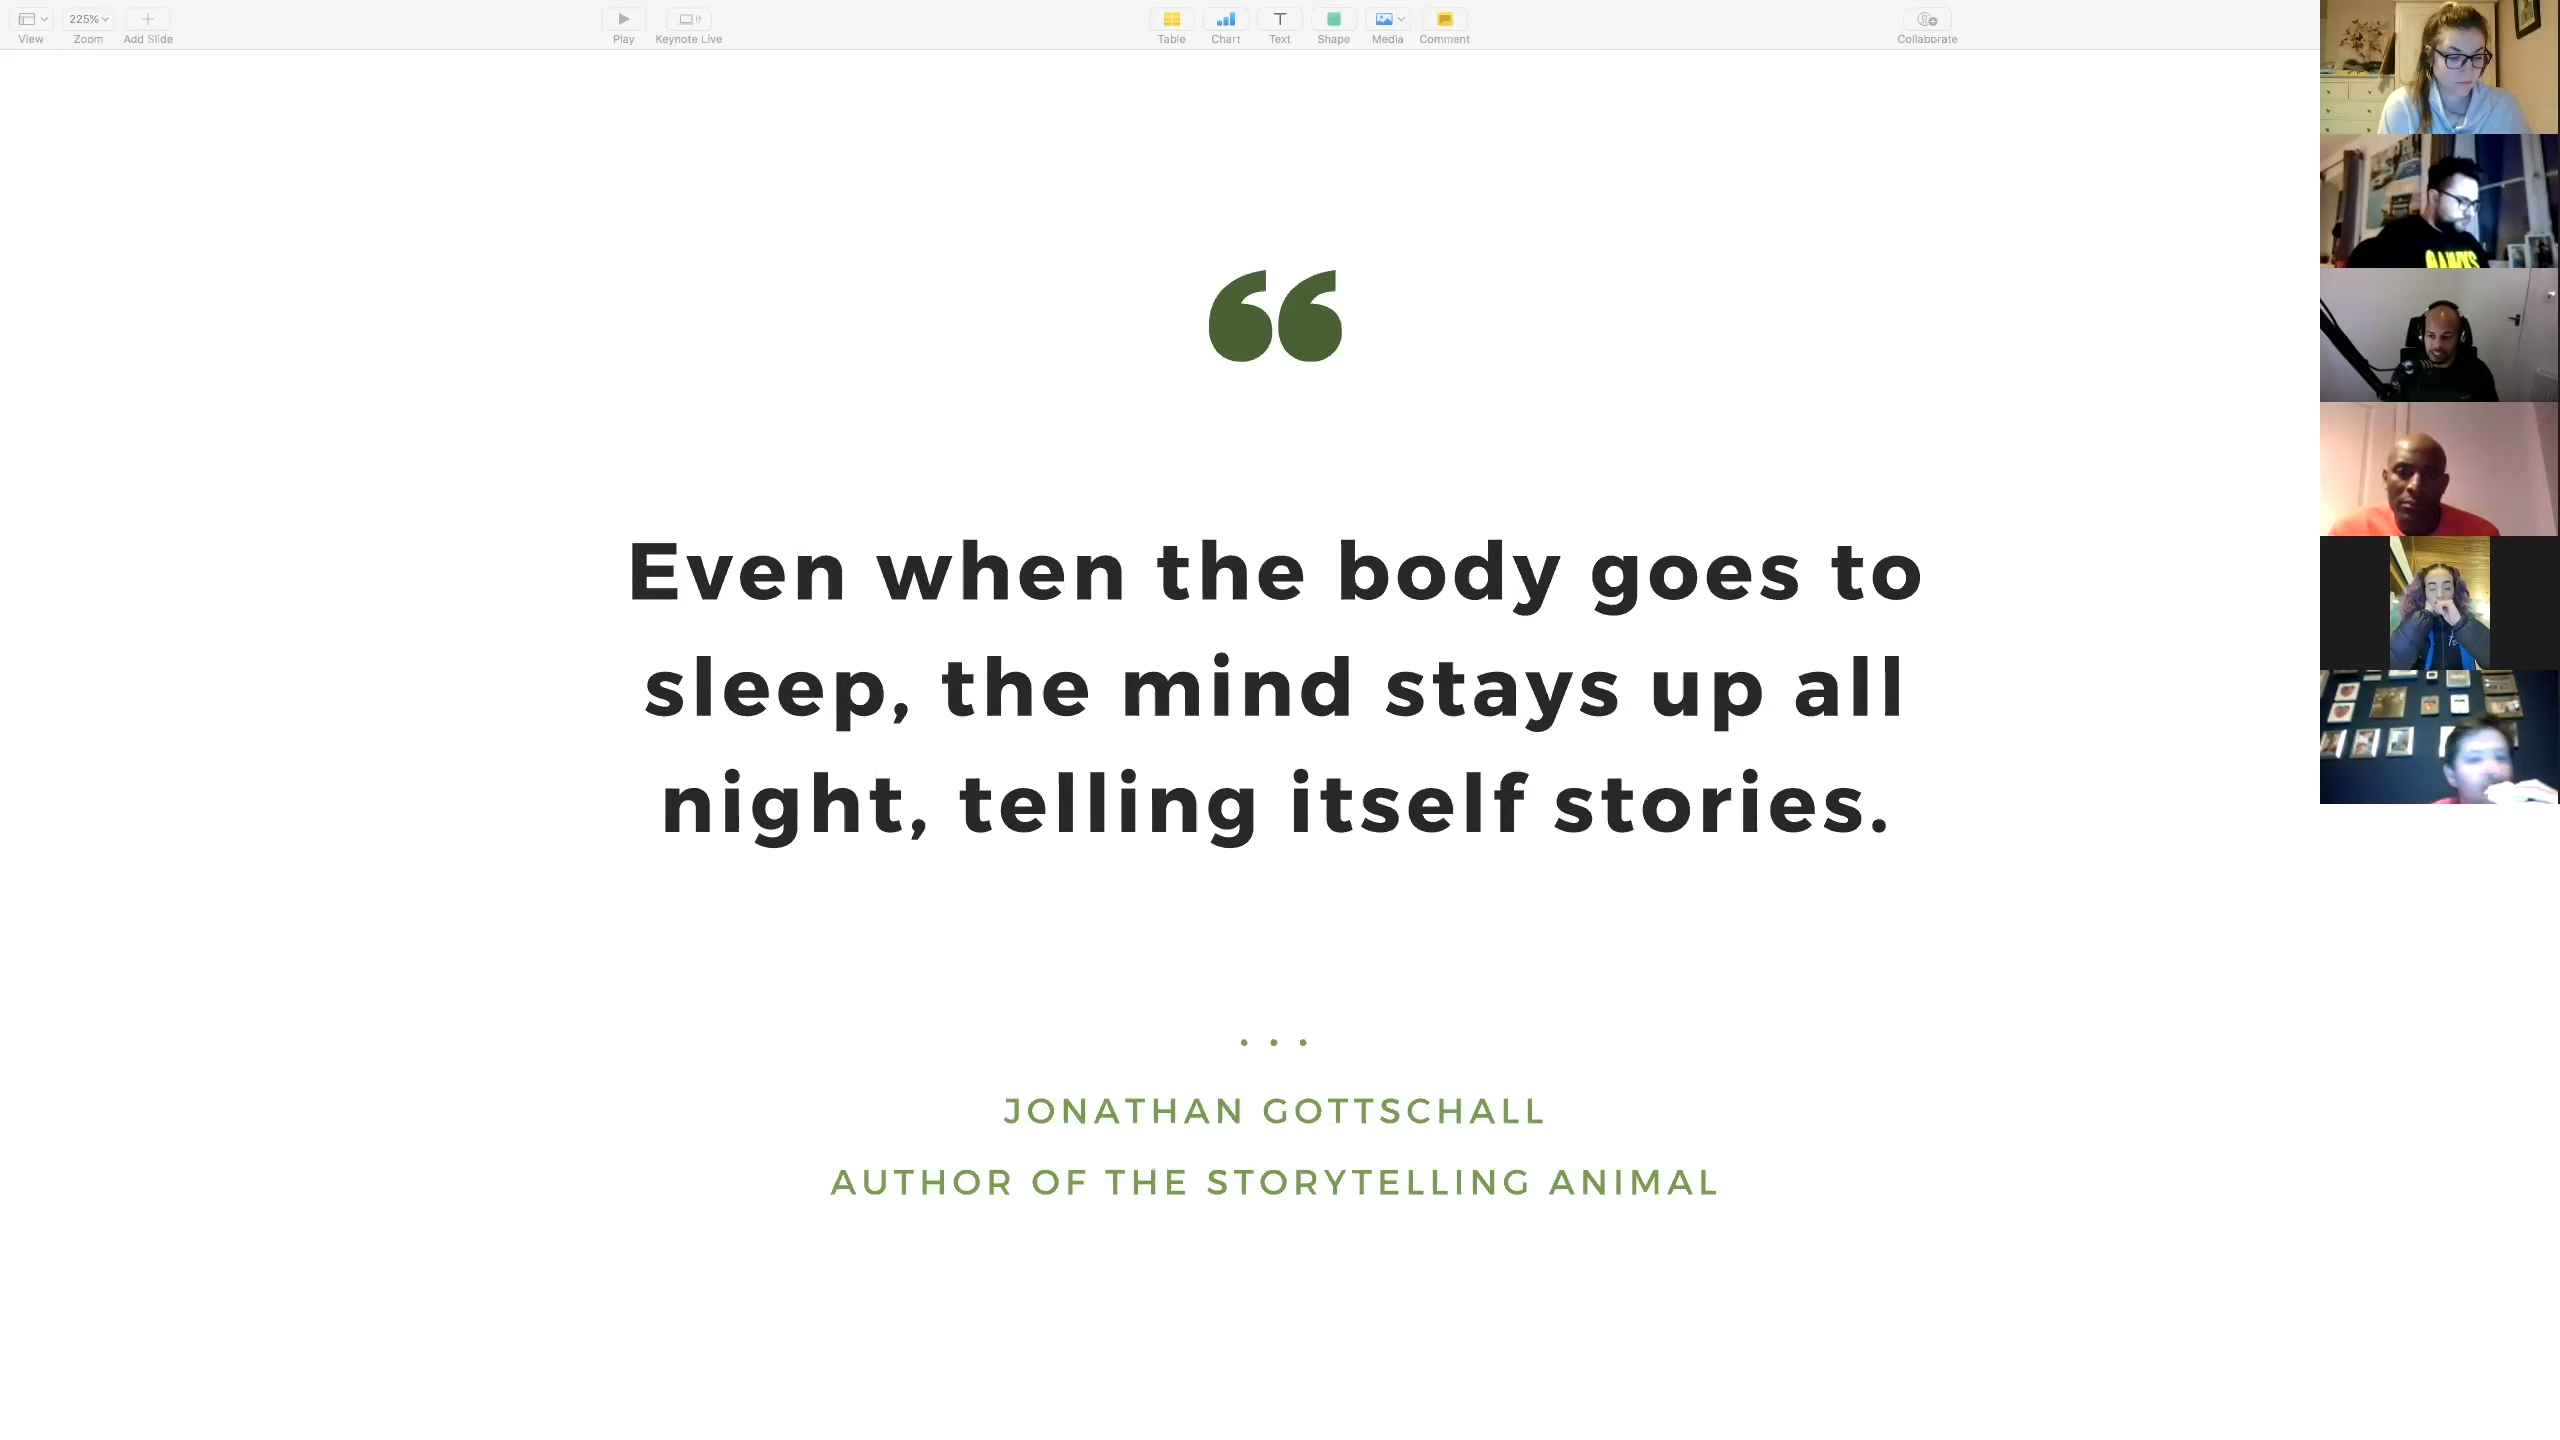 225%
View
Zoom
Add Slide
Play
Keynote Live
Table
Chart
Text
Shape
Media
Comment
Collaborate
Even when the body goes to
sleep, the mind stays up all
night, telling itself stories.
JONATHAN GOTTSCHALL
AUTHOR OF THE STORYTELLING ANIMAL